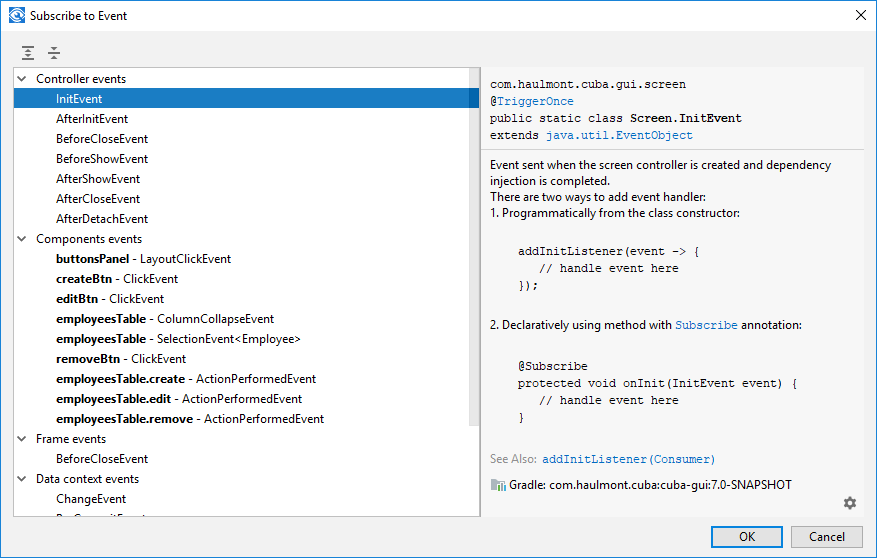 Subscribe to Event
Controller events
InitEvent
AfterInitEvent
BeforeCloseEvent
BeforeShowEvent
AfterShowEvent
AfterCloseEvent
AfterDetachEvent
Components events
buttonsPanel - LayoutClickEvent
createBtn - ClickEvent
editBtn - ClickEvent
employeesTable - ColumnCollapseEvent
employeesTable - SelectionEvent<Employee>
removeBtn - ClickEvent
employeesTable.create - ActionPerformedEvent
employeesTable.edit - ActionPerformedEvent
employeesTable.remove - ActionPerformedEvent
Frame events
BeforeCloseEvent
Data context events
ChangeEvent
com.haulmont.cuba.gui.screen
@TriggerOnce
public static class Screen.InitEvent
extends java.util.EventObject
Event sent when the screen controller is created and dependency
injection is completed.
There are two ways to add event handler:
1. Programmatically from the class constructor:
addInitListener(event -> {
// handle event here
});
2. Declaratively using method with Subscribe annotation:
@Subscribe
protected void onInit(InitEvent event) {
// handle event here
}
See Also: addInitListener(Consumer)
Gradle: com.haulmont.cuba:cuba-gui:7.0-SNAPSHOT
OK
Cancel